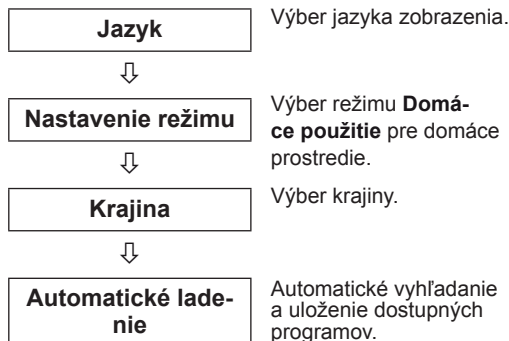 Jazyk
Výber jazyka zobrazenia.
Nastavenie režimu
Výber režimu Domá-
ce použitie pre domáce
prostredie.
Krajina
Výber krajiny.
Automatické lade-
nie
Automatické vyhľadanie
a uloženie dostupných
programov.